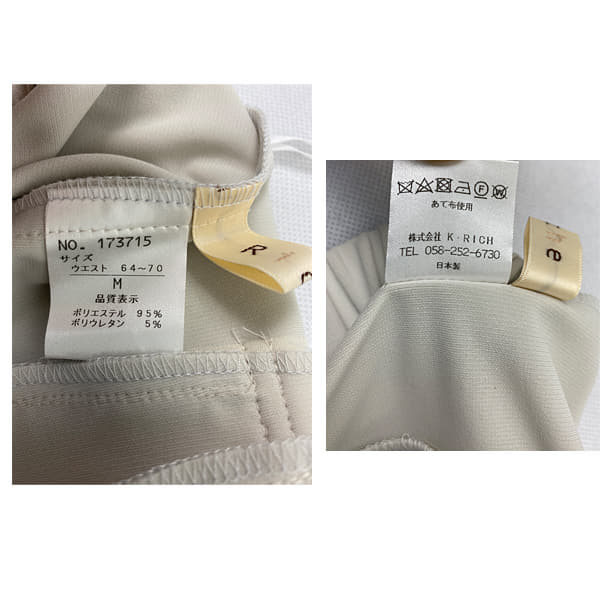 NO. 173715
サイズ
ウエスト 64〜70
M
品質表示
ポリエステル 95%
ポリウレタン 5%
R
あて布使用
株式会社 K・RICH
TEL 058-252-6730
日本製
e